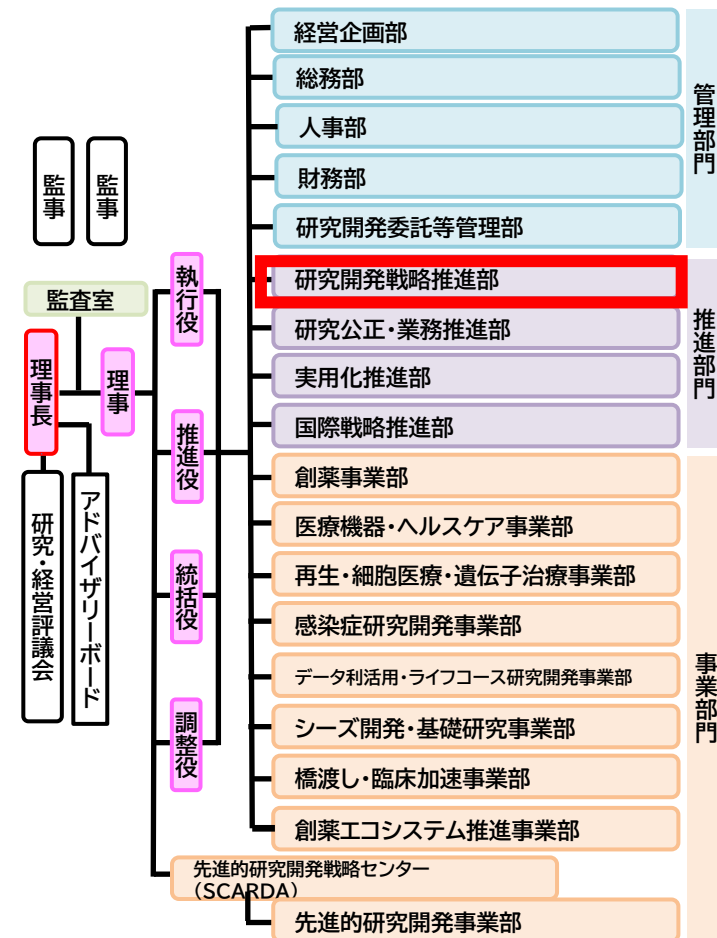 経営企画部
総務部
人事部
財務部
研究開発委託等管理部
管理部門
監事
監事
監査室
理事長
理事
研究・経営評議会
アドバイザリーボード
執行役
推進役
統括役
調整役
研究開発戦略推進部
研究公正・業務推進部
実用化推進部
国際戦略推進部
推進部門
創薬事業部
医療機器・ヘルスケア事業部
再生・細胞医療・遺伝子治療事業部
感染症研究開発事業部
データ利活用・ライフコース研究開発事業部
シーズ開発・基礎研究事業部
橋渡し・臨床加速事業部
創薬エコシステム推進事業部
事業部門
先進的研究開発戦略センター
(SCARDA)
先進的研究開発事業部